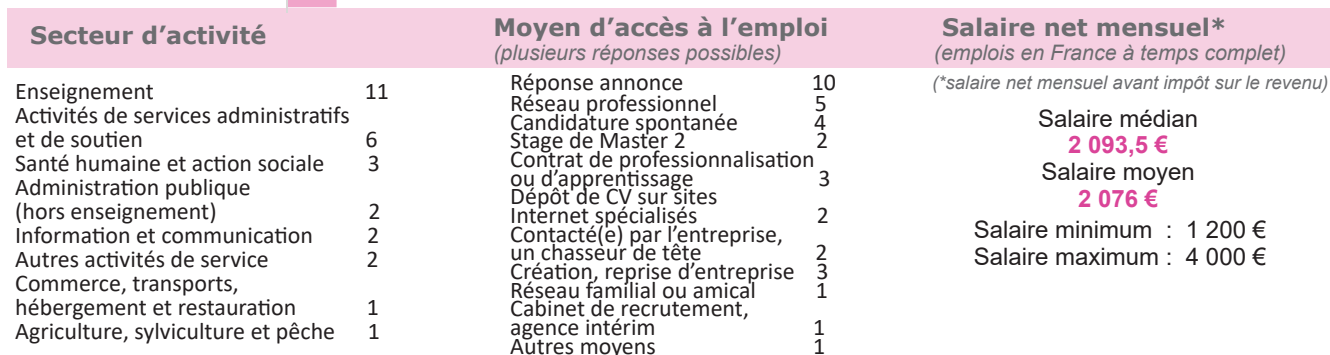 Secteur d'activité
Enseignement 11
Activités de services administratifs
et de soutien 6
Santé humaine et action sociale 3
Administration publique
(hors enseignement) 2
Information et communication 2
Autres activités de service 2
Commerce, transports,
hébergement et restauration 1
Agriculture, sylviculture et pêche 1
Moyen d'accès à l'emploi
(plusieurs réponses possibles)
Réponse annonce 10
Réseau professionnel 5
Candidature spontanée 4
Stage de Master 2 2
Contrat de professionnalisation
ou d'apprentissage 3
Dépôt de CV sur sites
Internet spécialisés 2
Contacté(e) par l'entreprise,
un chasseur de tête 2
Création, reprise d'entreprise 3
Réseau familial ou amical 1
Cabinet de recrutement,
agence intérim 1
Autres moyens 1
Salaire net mensuel*
(emplois en France à temps complet)
(*salaire net mensuel avant impôt sur le revenu)
Salaire médian
2 093,5 €
Salaire moyen
2 076 €
Salaire minimum : 1 200 €
Salaire maximum : 4 000 €